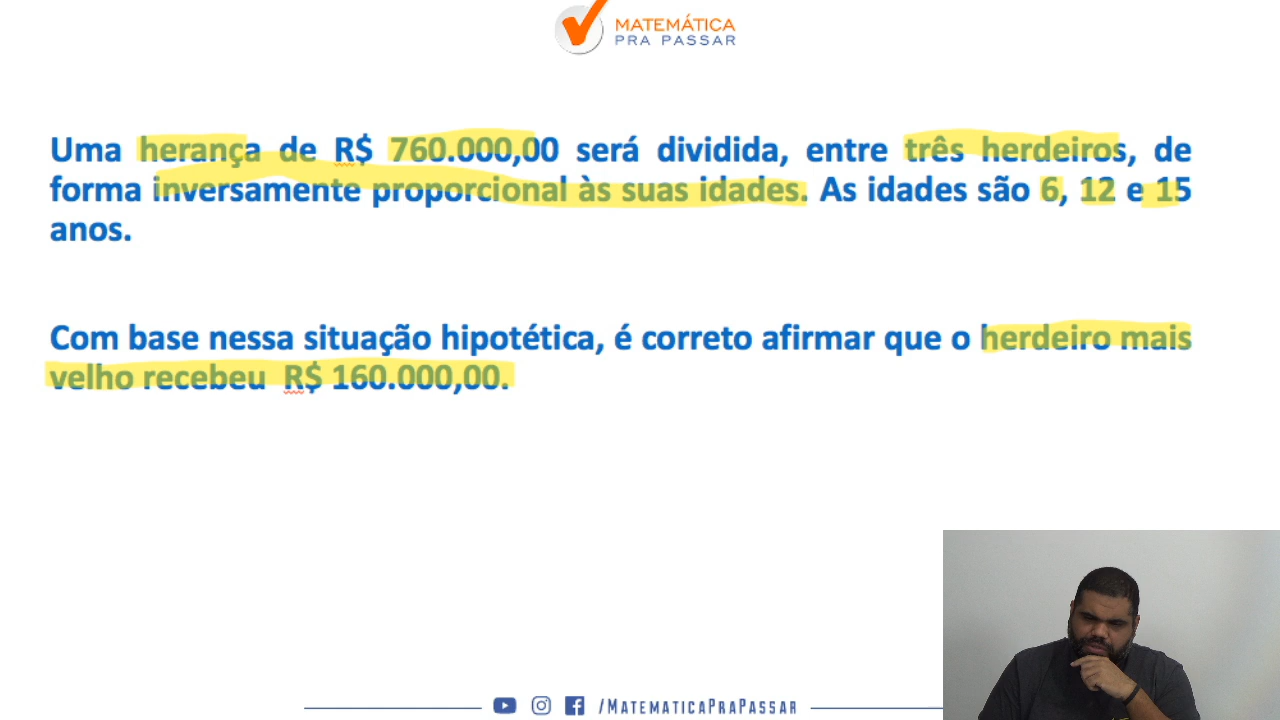 MATEMÁTICA
PRA PASSAR
Uma herança de R$ 760.000,00 será dividida, entre três herdeiros, de
forma inversamente proporcional às suas idades. As idades são 6, 12 e 15
anos.
Com base nessa situação hipotética, é correto afirmar que o herdeiro mais
velho recebeu R$ 160.000,00.
/MATEMATICAPRAPASSAR